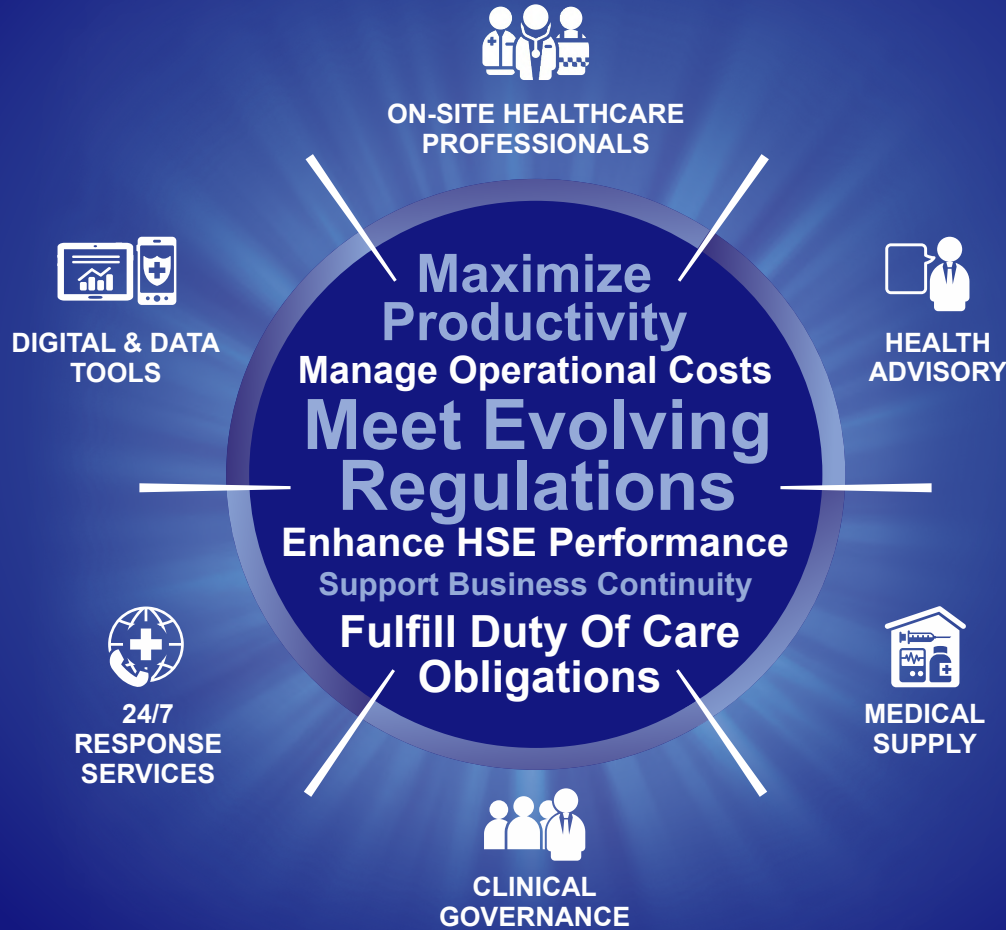 ON-SITE HEALTHCARE
PROFESSIONALS
DIGITAL & DATA
TOOLS
HEALTH
ADVISORY
Maximize
Productivity
Manage Operational Costs
Meet Evolving
Regulations
Enhance HSE Performance
Support Business Continuity
Fulfill Duty Of Care
Obligations
24/7
RESPONSE
SERVICES
MEDICAL
SUPPLY
CLINICAL
GOVERNANCE